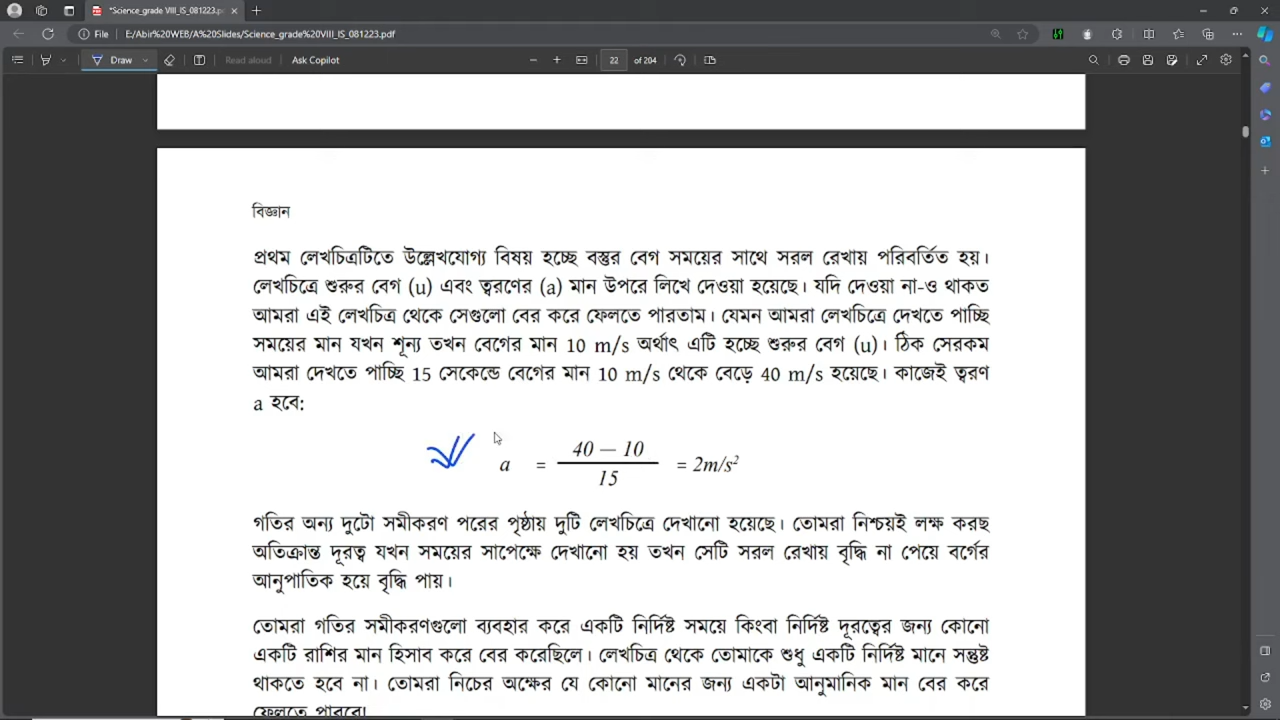 *Science_grade VIII_IS_081223.p
File
E:/Abir%20WEB/A%20Slides/Science_grade%20VIII_IS_081223.pdf
Draw
Read aloud
Ask Copilot
22
of 204
বিজ্ঞান
প্রথম লেখচিত্রটিতে উল্লেখযোগ্য বিষয় হচ্ছে বস্তুর বেগ সময়ের সাথে সরল রেখায় পরিবর্তিত হয়।
লেখচিত্রে শুরুর বেগ (u) এবং ত্বরণের (a) মান উপরে লিখে দেওয়া হয়েছে। যদি দেওয়া না-ও থাকত
আমরা এই লেখচিত্র থেকে সেগুলো বের করে ফেলতে পারতাম। যেমন আমরা লেখচিত্রে দেখতে পাচ্ছি
সময়ের মান যখন শূন্য তখন বেগের মান 10 m/s অর্থাৎ এটি হচ্ছে শুরুর বেগ (u)। ঠিক সেরকম
আমরা দেখতে পাচ্ছি 15 সেকেন্ডে বেগের মান 10 m/s থেকে বেড়ে 40 m/s হয়েছে। কাজেই ত্বরণ
a হবে:
a = (40 — 10)/15 = 2m/s²
গতির অন্য দুটো সমীকরণ পরের পৃষ্ঠায় দুটি লেখচিত্রে দেখানো হয়েছে। তোমরা নিশ্চয়ই লক্ষ করছ
অতিক্রান্ত দূরত্ব যখন সময়ের সাপেক্ষে দেখানো হয় তখন সেটি সরল রেখায় বৃদ্ধি না পেয়ে বর্গের
আনুপাতিক হয়ে বৃদ্ধি পায়।
তোমরা গতির সমীকরণগুলো ব্যবহার করে একটি নির্দিষ্ট সময়ে কিংবা নির্দিষ্ট দূরত্বের জন্য কোনো
একটি রাশির মান হিসাব করে বের করেছিলে। লেখচিত্র থেকে তোমাকে শুধু একটি নির্দিষ্ট মানে সন্তুষ্ট
থাকতে হবে না। তোমরা নিচের অক্ষের যে কোনো মানের জন্য একটা আনুমানিক মান বের করে
ফেলতে পারবে।